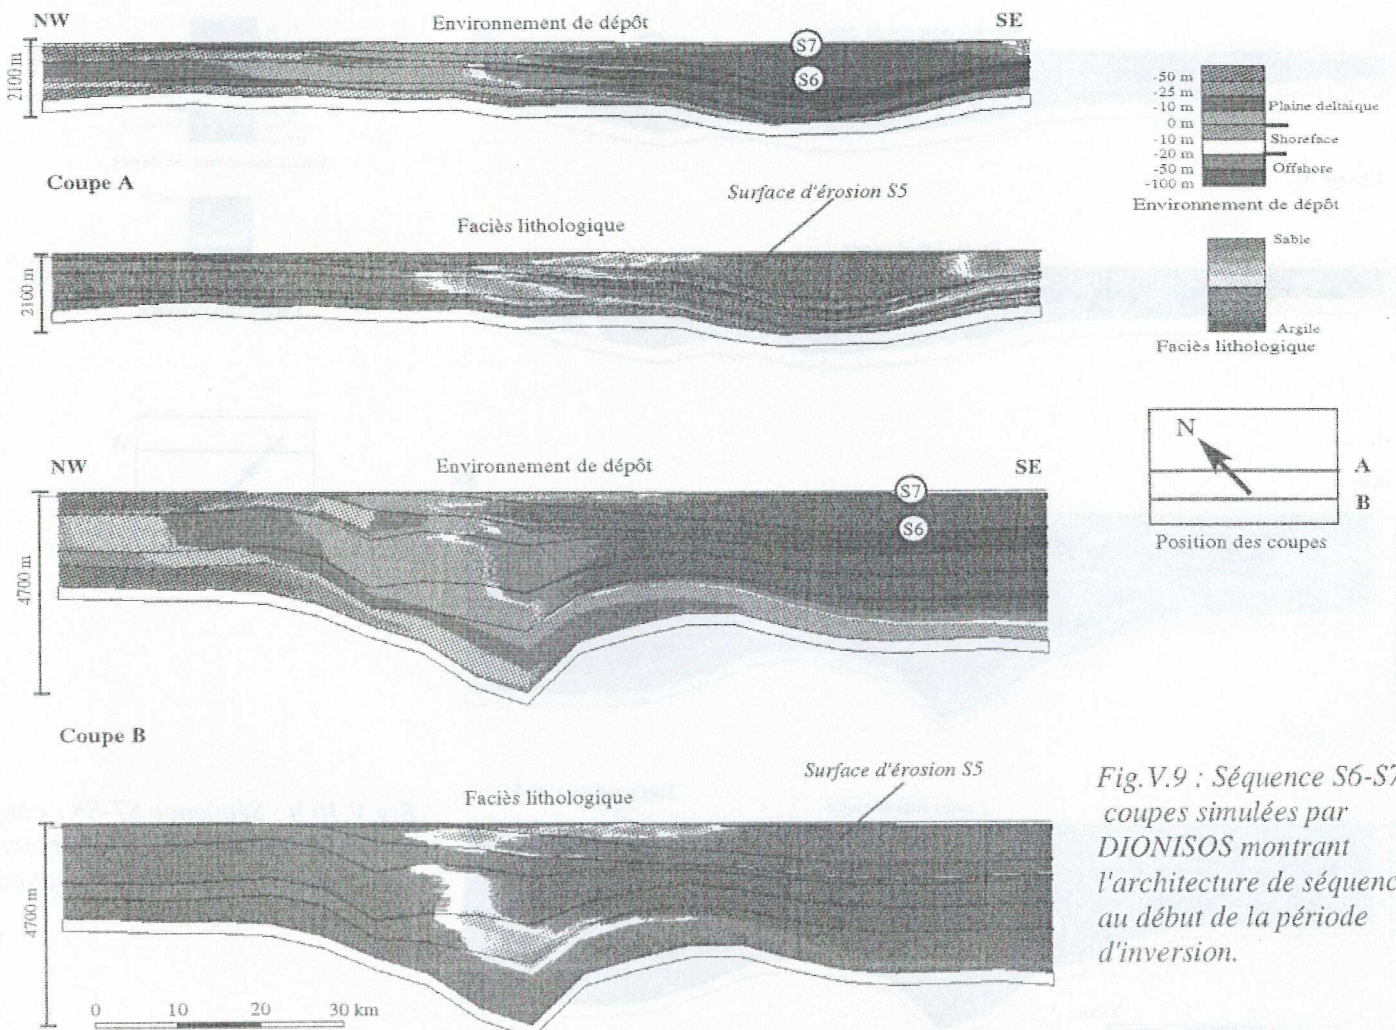 NW
Environnement de dépôt
SE
S7
S6
2100 m
-50 m
-25 m
-10 m
0 m
-10 m
-20 m
-50 m
-100 m
Plaine deltaique
Shoreface
Offshore
Environnement de dépôt
Coupe A
Surface d'érosion S5
Faciès lithologique
2100 m
Sable
Argile
Faciès lithologique
NW
Environnement de dépôt
SE
S7
S6
4700 m
N
A
B
Position des coupes
Coupe B
Surface d'érosion S5
Faciès lithologique
4700 m
0 10 20 30 km
Fig.V.9 : Séquence S6-S7
coupes simulées par
DIONISOS montrant
l'architecture de séquenc
au début de la période
d'inversion.